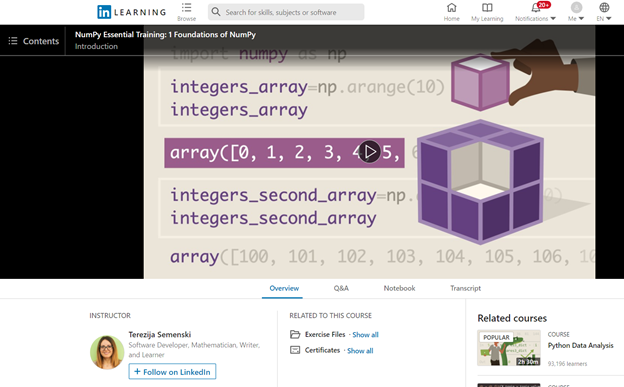 in LEARNING
Browse
Search for skills, subjects or software
Home
My Learning
Notifications
20+
Me
EN
Contents
NumPy Essential Training: 1 Foundations of NumPy
Introduction
import numpy as np
integers_array=np.arange(10)
integers_array
array([0, 1, 2, 3, 4, 5, 6
integers_second_array=np.
integers_second_array
array([100, 101, 102, 103, 104, 105, 106, 10
Overview
Q&A
Notebook
Transcript
INSTRUCTOR
Terezija Semenski
Software Developer, Mathematician, Writer,
and Learner
+ Follow on LinkedIn
RELATED TO THIS COURSE
Exercise Files · Show all
Certificates · Show all
Related courses
POPULAR
2h 30m
COURSE
Python Data Analysis
93,196 learners
COURSE